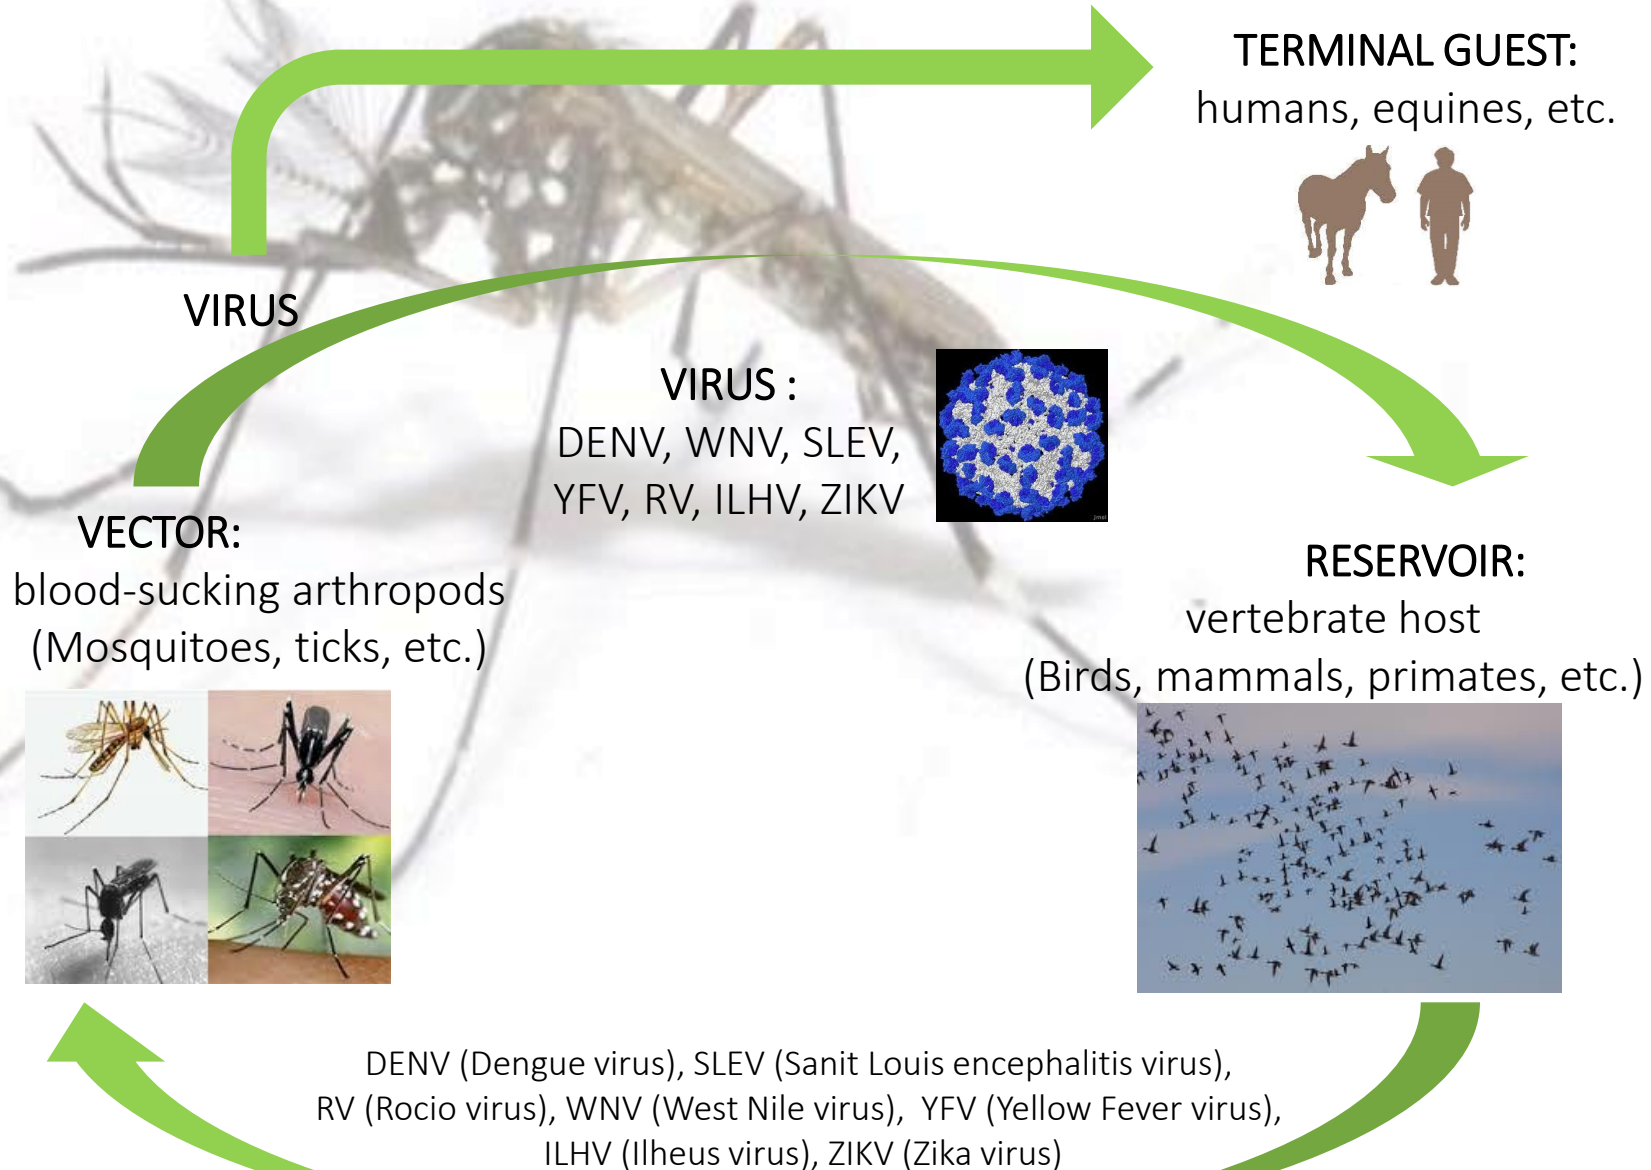 TERMINAL GUEST:
humans, equines, etc.
VIRUS
VIRUS :
DENV, WNV, SLEV,
YFV, RV, ILHV, ZIKV
VECTOR:
blood-sucking arthropods
(Mosquitoes, ticks, etc.)
RESERVOIR:
vertebrate host
(Birds, mammals, primates, etc.)
DENV (Dengue virus), SLEV (Sanit Louis encephalitis virus),
RV (Rocio virus), WNV (West Nile virus), YFV (Yellow Fever virus),
ILHV (Ilheus virus), ZIKV (Zika virus)